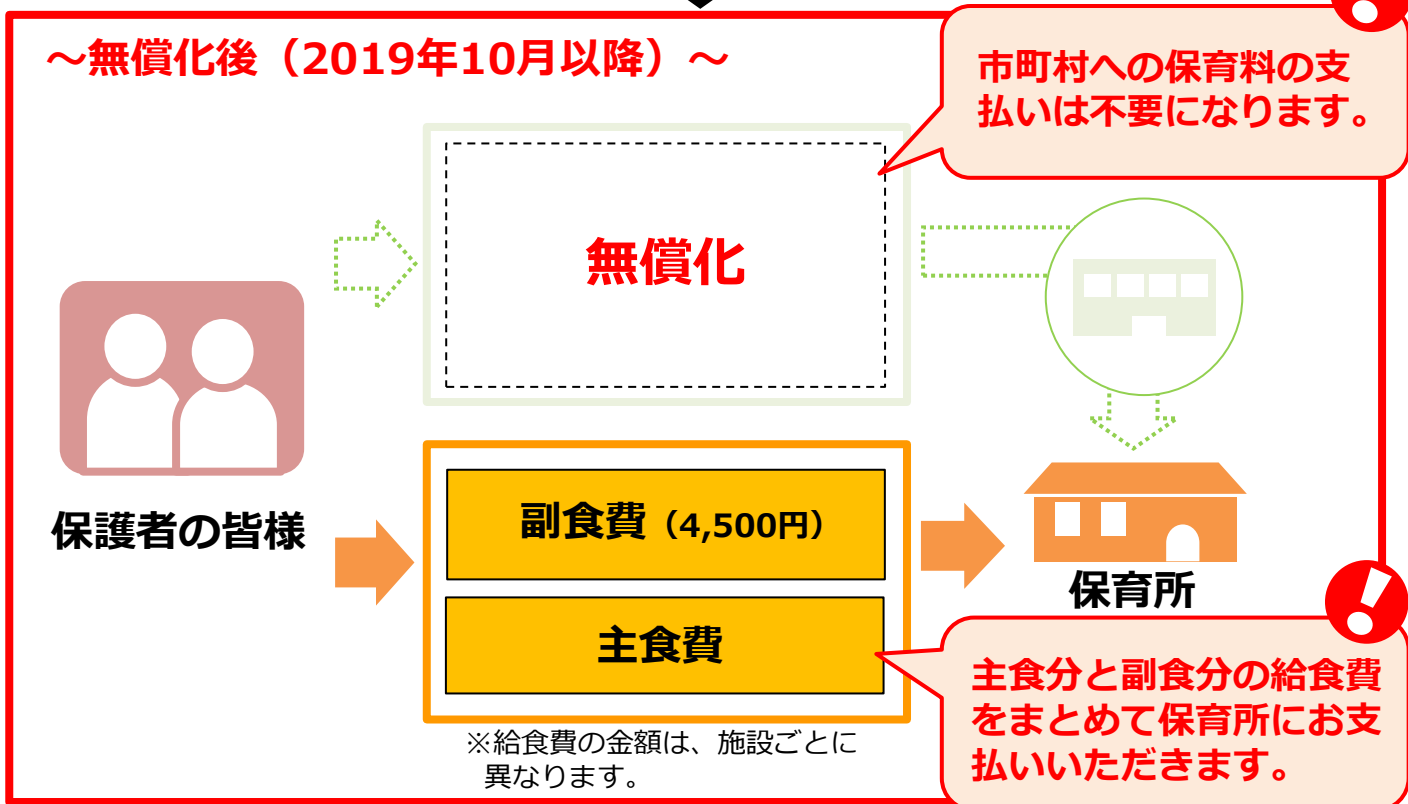 ～無償化後（2019年10月以降）～
市町村への保育料の支
払いは不要になります。
無償化
保護者の皆様
副食費（4,500円）
主食費
保育所
※給食費の金額は、施設ごとに
異なります。
主食分と副食分の給食費
をまとめて保育所にお支
払いいただきます。